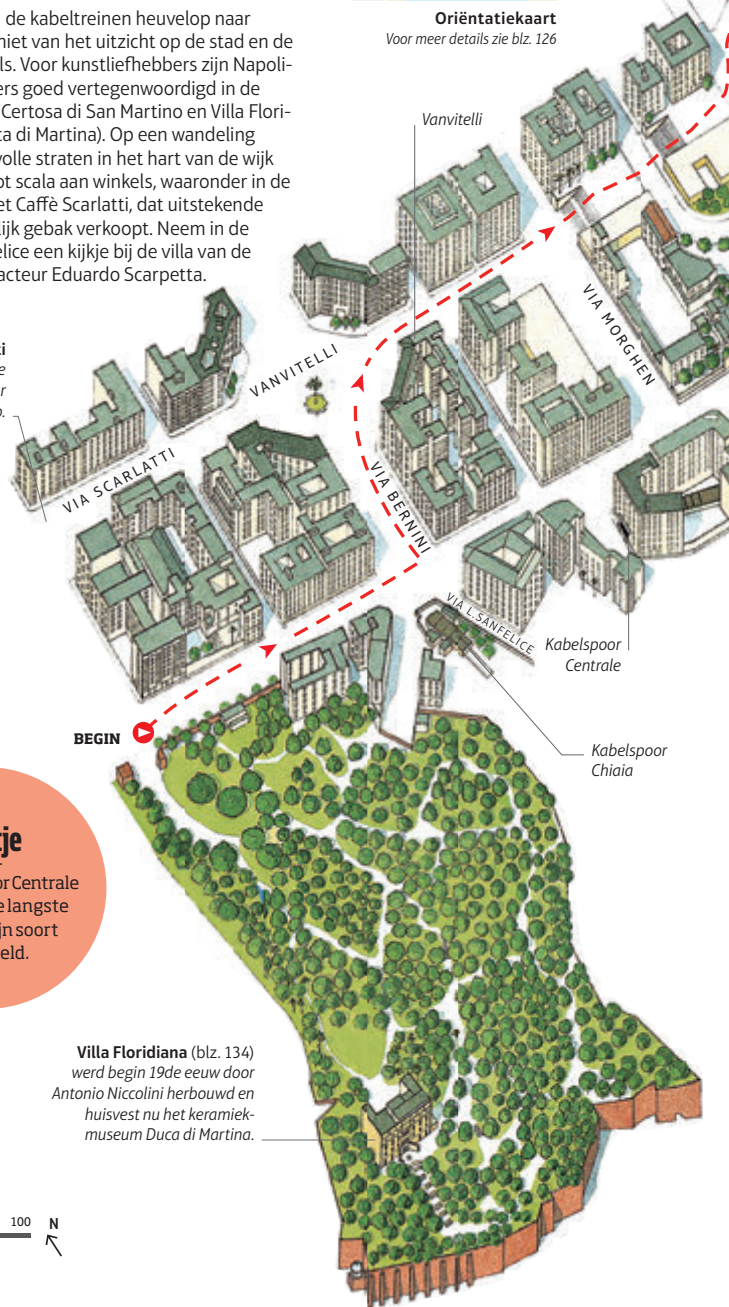 de kabeltreinen heuvelop naar
niet van het uitzicht op de stad en de
ls. Voor kunstliefhebbers zijn Napoli-
ers goed vertegenwoordigd in de
Certosa di San Martino en Villa Flori-
ca di Martina). Op een wandeling
volle straten in het hart van de wijk
ot scala aan winkels, waaronder in de
et Caffè Scarlatti, dat uitstekende
lijk gebak verkoopt. Neem in de
elice een kijkje bij de villa van de
acteur Eduardo Scarpetta.
Oriëntatiekaart
Voor meer details zie blz. 126
Vanvitelli
VANVITELLI
VIA MORGHEN
VIA SCARLATTI
VIA BERNINI
VIA L. SANFELICE
Kabelspoor
Centrale
Kabelspoor
Chiaia
BEGIN
tje
or Centrale
e langste
ijn soort
eld.
Villa Floridiana (blz. 134)
werd begin 19de eeuw door
Antonio Niccolini herbouwd en
huisvest nu het keramiek-
museum Duca di Martina.
100 N